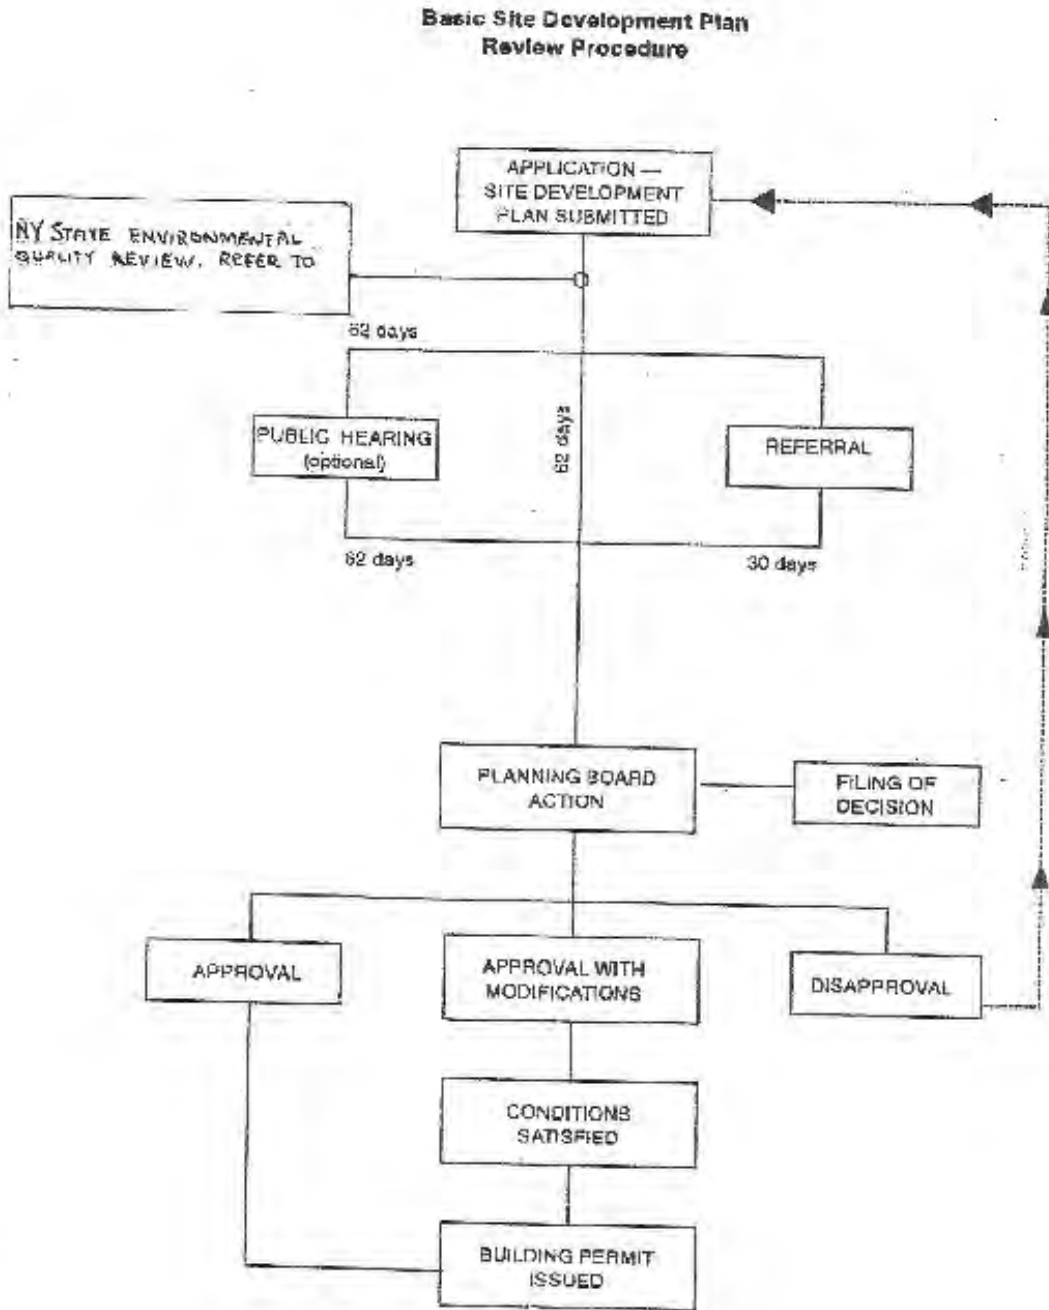 Basic Site Development Plan
Review Procedure
APPLICATION —
SITE DEVELOPMENT
PLAN SUBMITTED
NY STATE ENVIRONMENTAL
QUALITY REVIEW. REFER TO
62 days
PUBLIC HEARING
(optional)
62 days
REFERRAL
62 days
30 days
PLANNING BOARD
ACTION
FILING OF
DECISION
APPROVAL
APPROVAL WITH
MODIFICATIONS
DISAPPROVAL
CONDITIONS
SATISFIED
BUILDING PERMIT
ISSUED